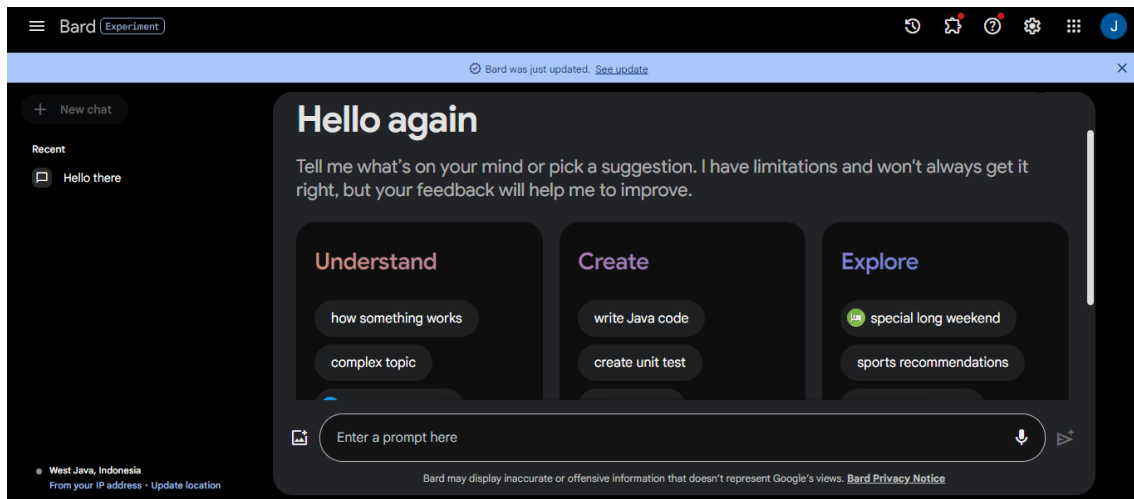 Bard Experiment
J
Bard was just updated. See update
New chat
Recent
Hello there
Hello again
Tell me what's on your mind or pick a suggestion. I have limitations and won't always get it
right, but your feedback will help me to improve.
Understand
how something works
complex topic
Create
write Java code
create unit test
Explore
special long weekend
sports recommendations
Enter a prompt here
Bard may display inaccurate or offensive information that doesn't represent Google's views. Bard Privacy Notice
West Java, Indonesia
From your IP address • Update location